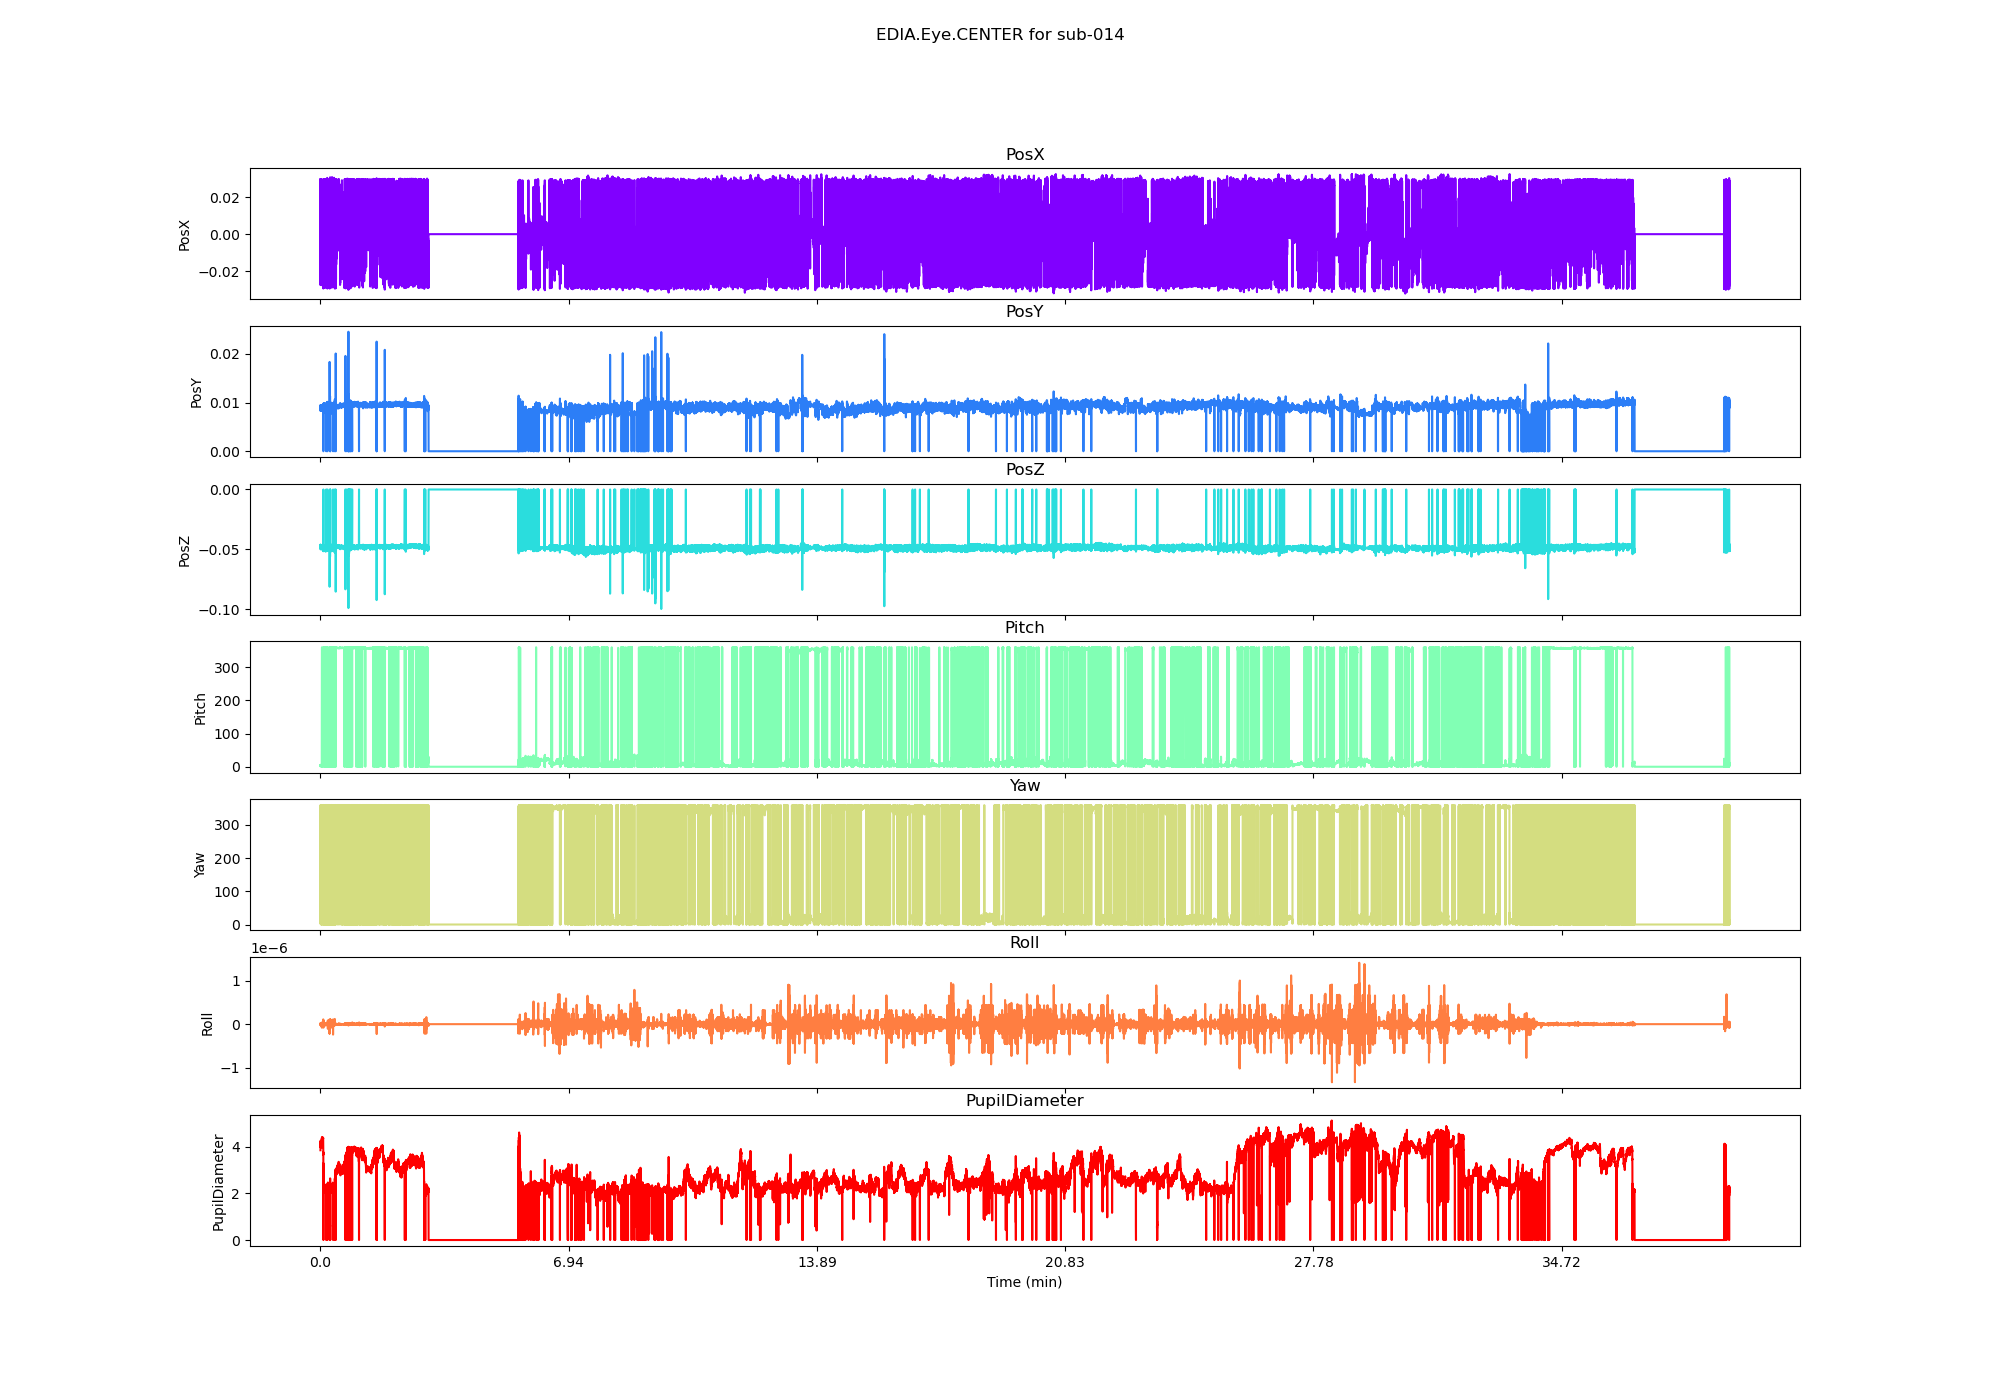 EDIA.Eye.CENTER for sub-014
PosX
0.02
0.00
−0.02
PosX
PosY
0.02
0.01
0.00
PosY
PosZ
0.00
−0.05
−0.10
PosZ
Pitch
300
200
100
0
Pitch
Yaw
300
200
100
0
Yaw
1e−6
Roll
1
0
−1
Roll
PupilDiameter
4
2
0
PupilDiameter
0.0 6.94 13.89 20.83 27.78 34.72
Time (min)